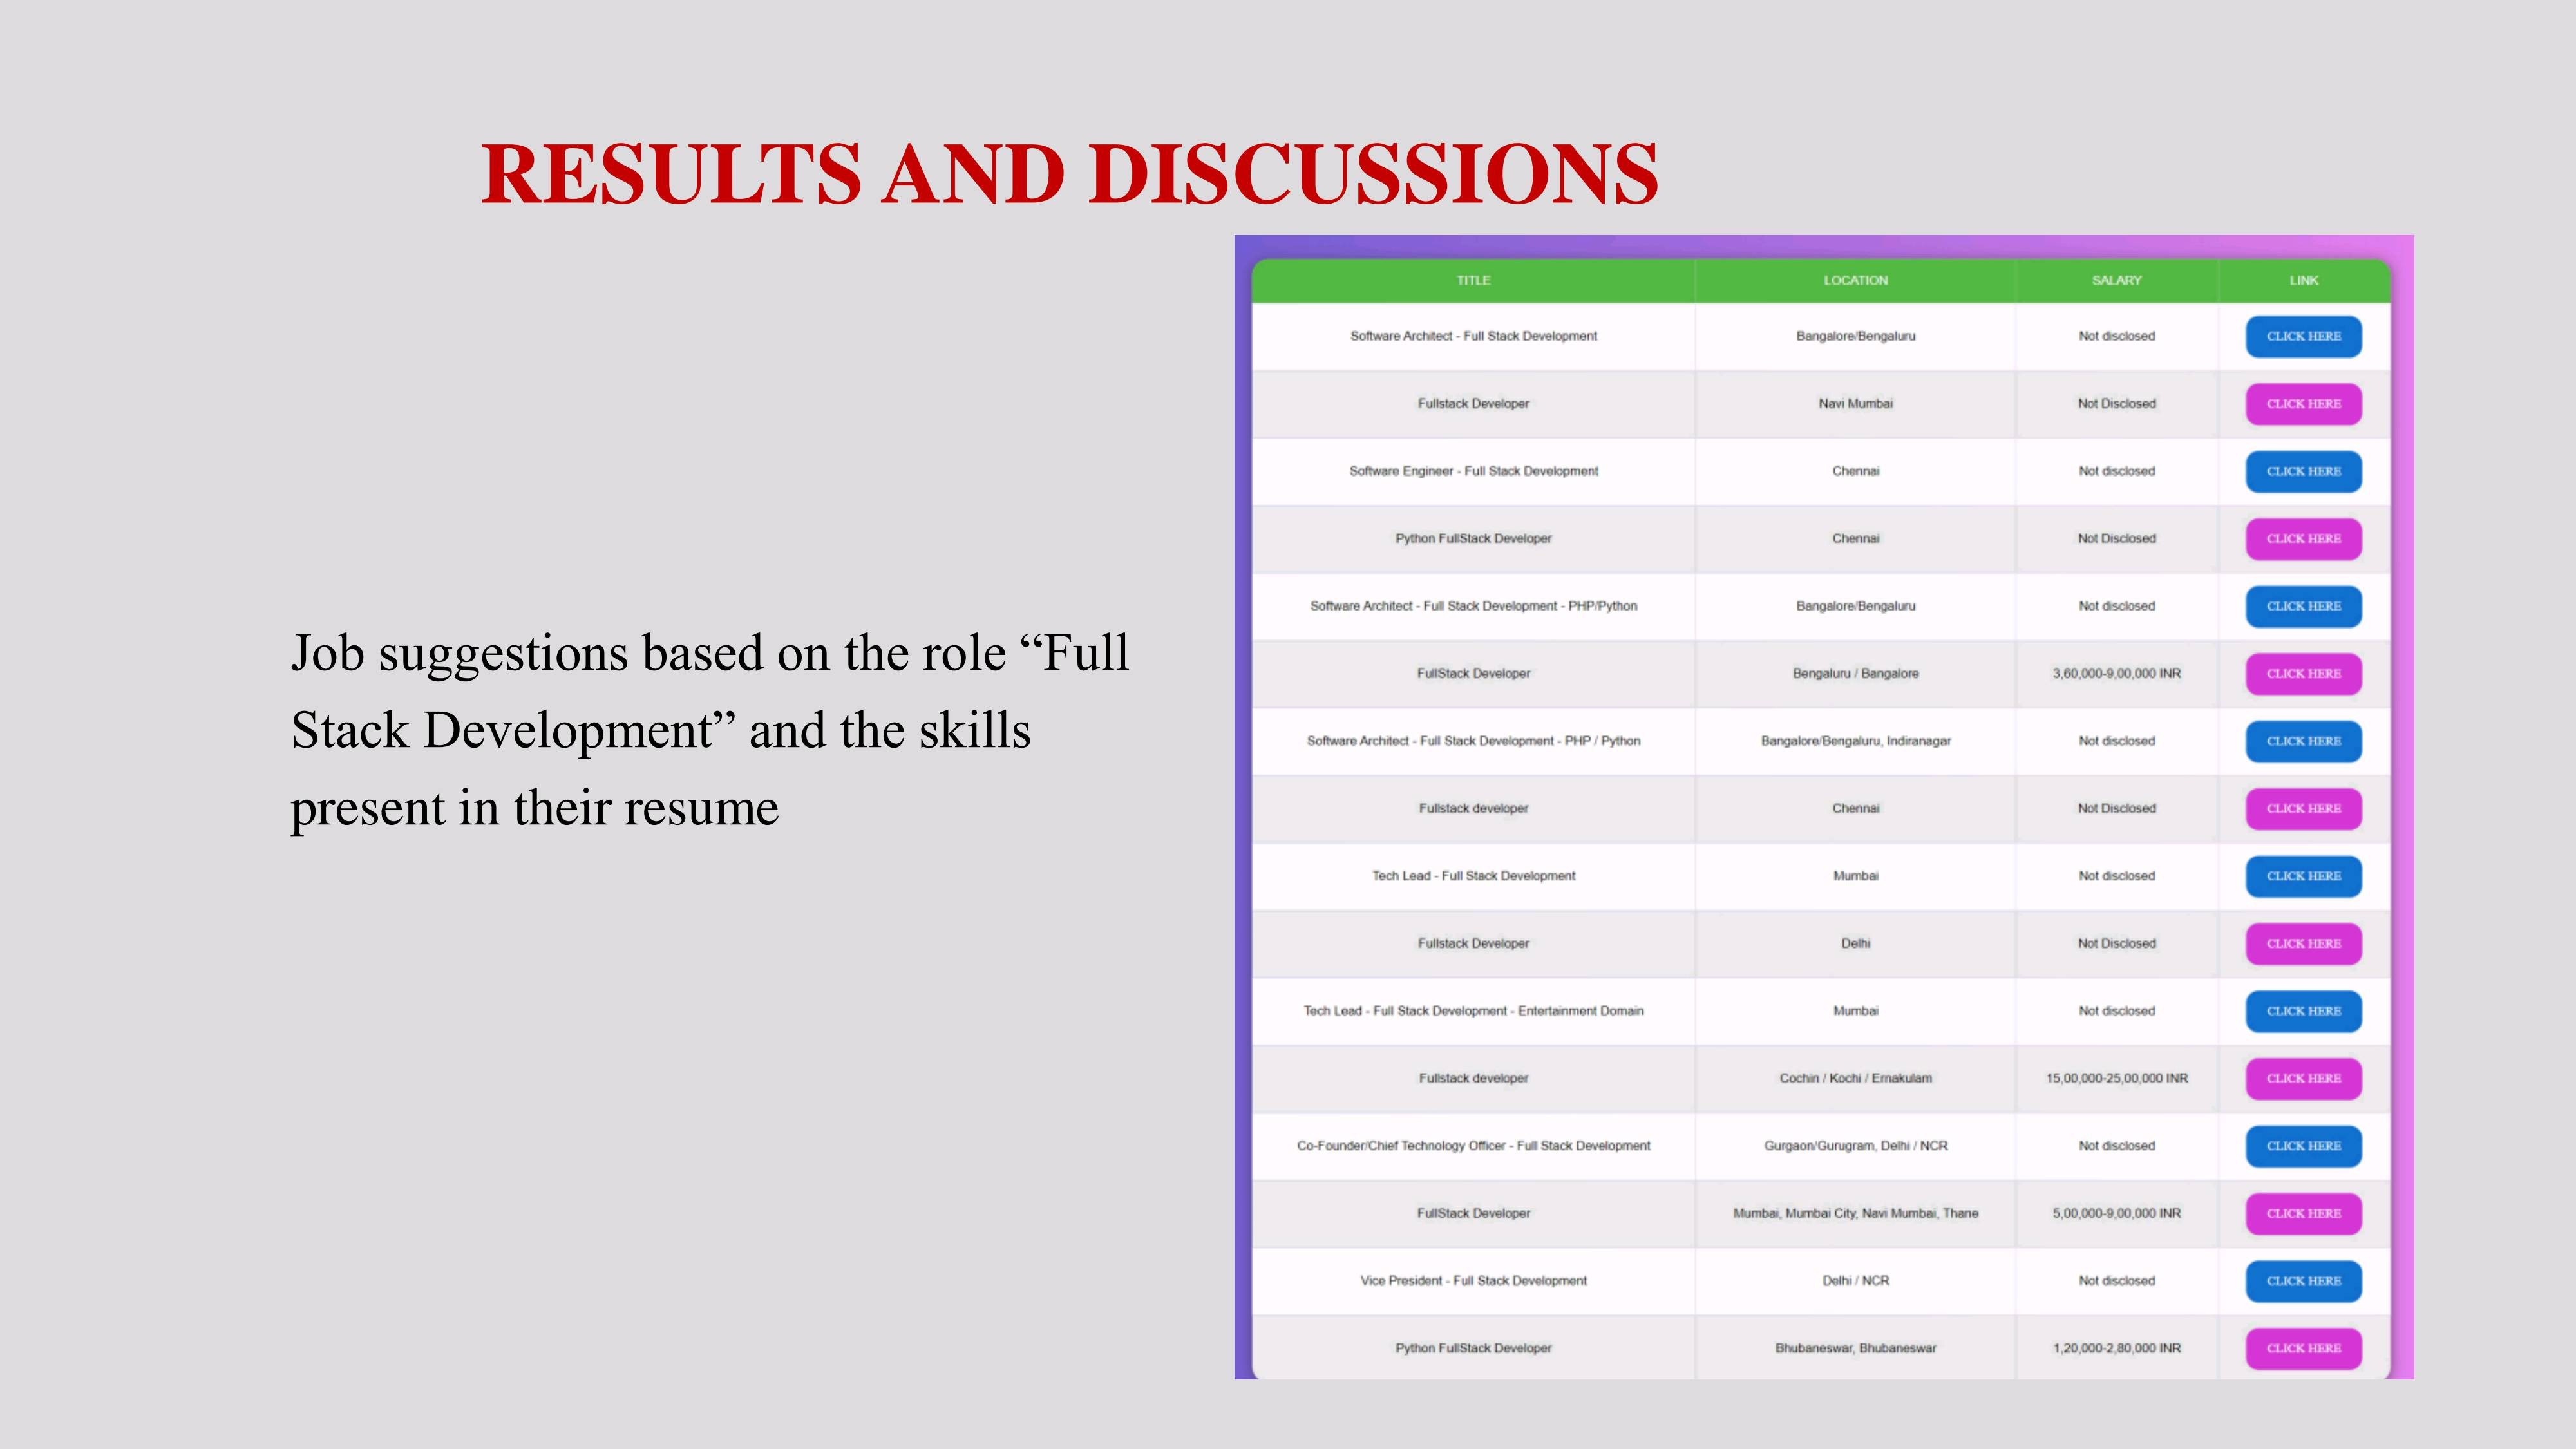 RESULTS AND DISCUSSIONS
Job suggestions based on the role “Full
Stack Development” and the skills
present in their resume
TITLE LOCATION SALARY LINK
Software Architect - Full Stack Development Bangalore/Bengaluru Not disclosed CLICK HERE
Fullstack Developer Navi Mumbai Not Disclosed CLICK HERE
Software Engineer - Full Stack Development Chennai Not disclosed CLICK HERE
Python FullStack Developer Chennai Not Disclosed CLICK HERE
Software Architect - Full Stack Development - PHP/Python Bangalore/Bengaluru Not disclosed CLICK HERE
FullStack Developer Bengaluru / Bangalore 3,60,000-9,00,000 INR CLICK HERE
Software Architect - Full Stack Development - PHP / Python Bangalore/Bengaluru, Indiranagar Not disclosed CLICK HERE
Fullstack developer Chennai Not Disclosed CLICK HERE
Tech Lead - Full Stack Development Mumbai Not disclosed CLICK HERE
Fullstack Developer Delhi Not Disclosed CLICK HERE
Tech Lead - Full Stack Development - Entertainment Domain Mumbai Not disclosed CLICK HERE
Fullstack developer Cochin / Kochi / Ernakulam 15,00,000-25,00,000 INR CLICK HERE
Co-Founder/Chief Technology Officer - Full Stack Development Gurgaon/Gurugram, Delhi / NCR Not disclosed CLICK HERE
FullStack Developer Mumbai, Mumbai City, Navi Mumbai, Thane 5,00,000-9,00,000 INR CLICK HERE
Vice President - Full Stack Development Delhi / NCR Not disclosed CLICK HERE
Python FullStack Developer Bhubaneswar, Bhubaneswar 1,20,000-2,80,000 INR CLICK HERE